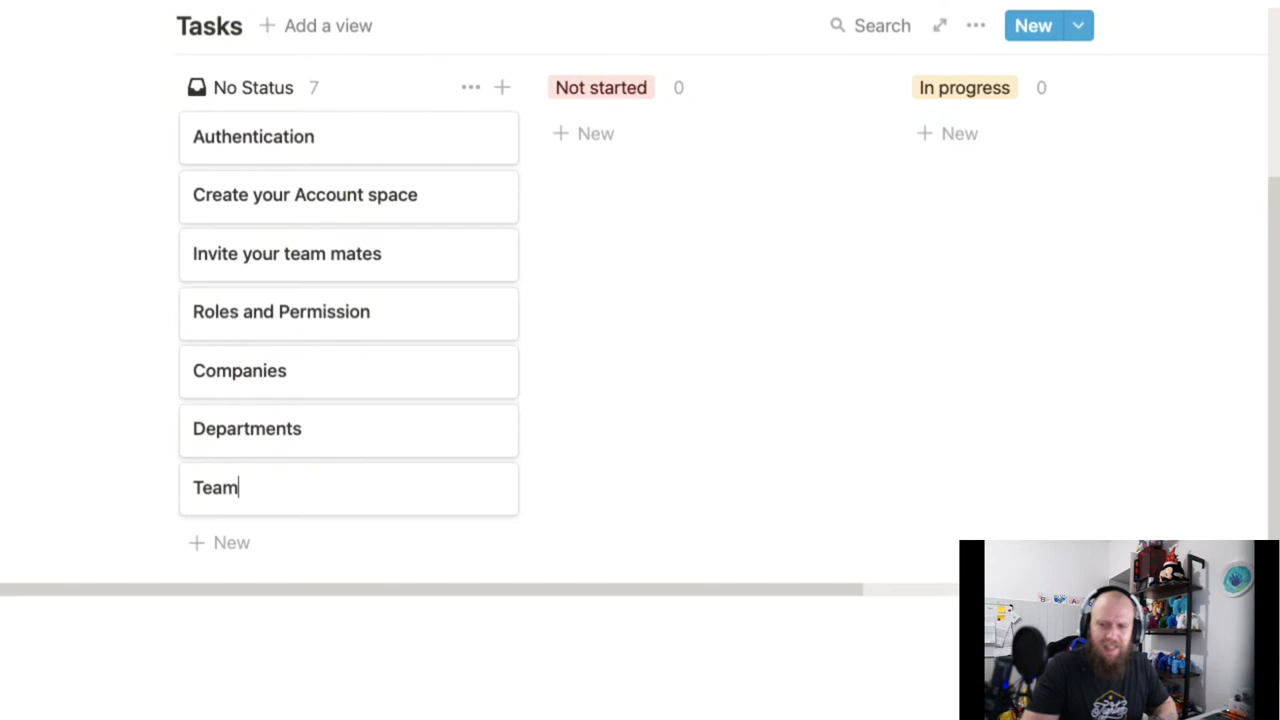 Tasks
Add a view
Search
New
No Status 7
Not started 0
In progress 0
New
New
Authentication
Create your Account space
Invite your team mates
Roles and Permission
Companies
Departments
Team
New